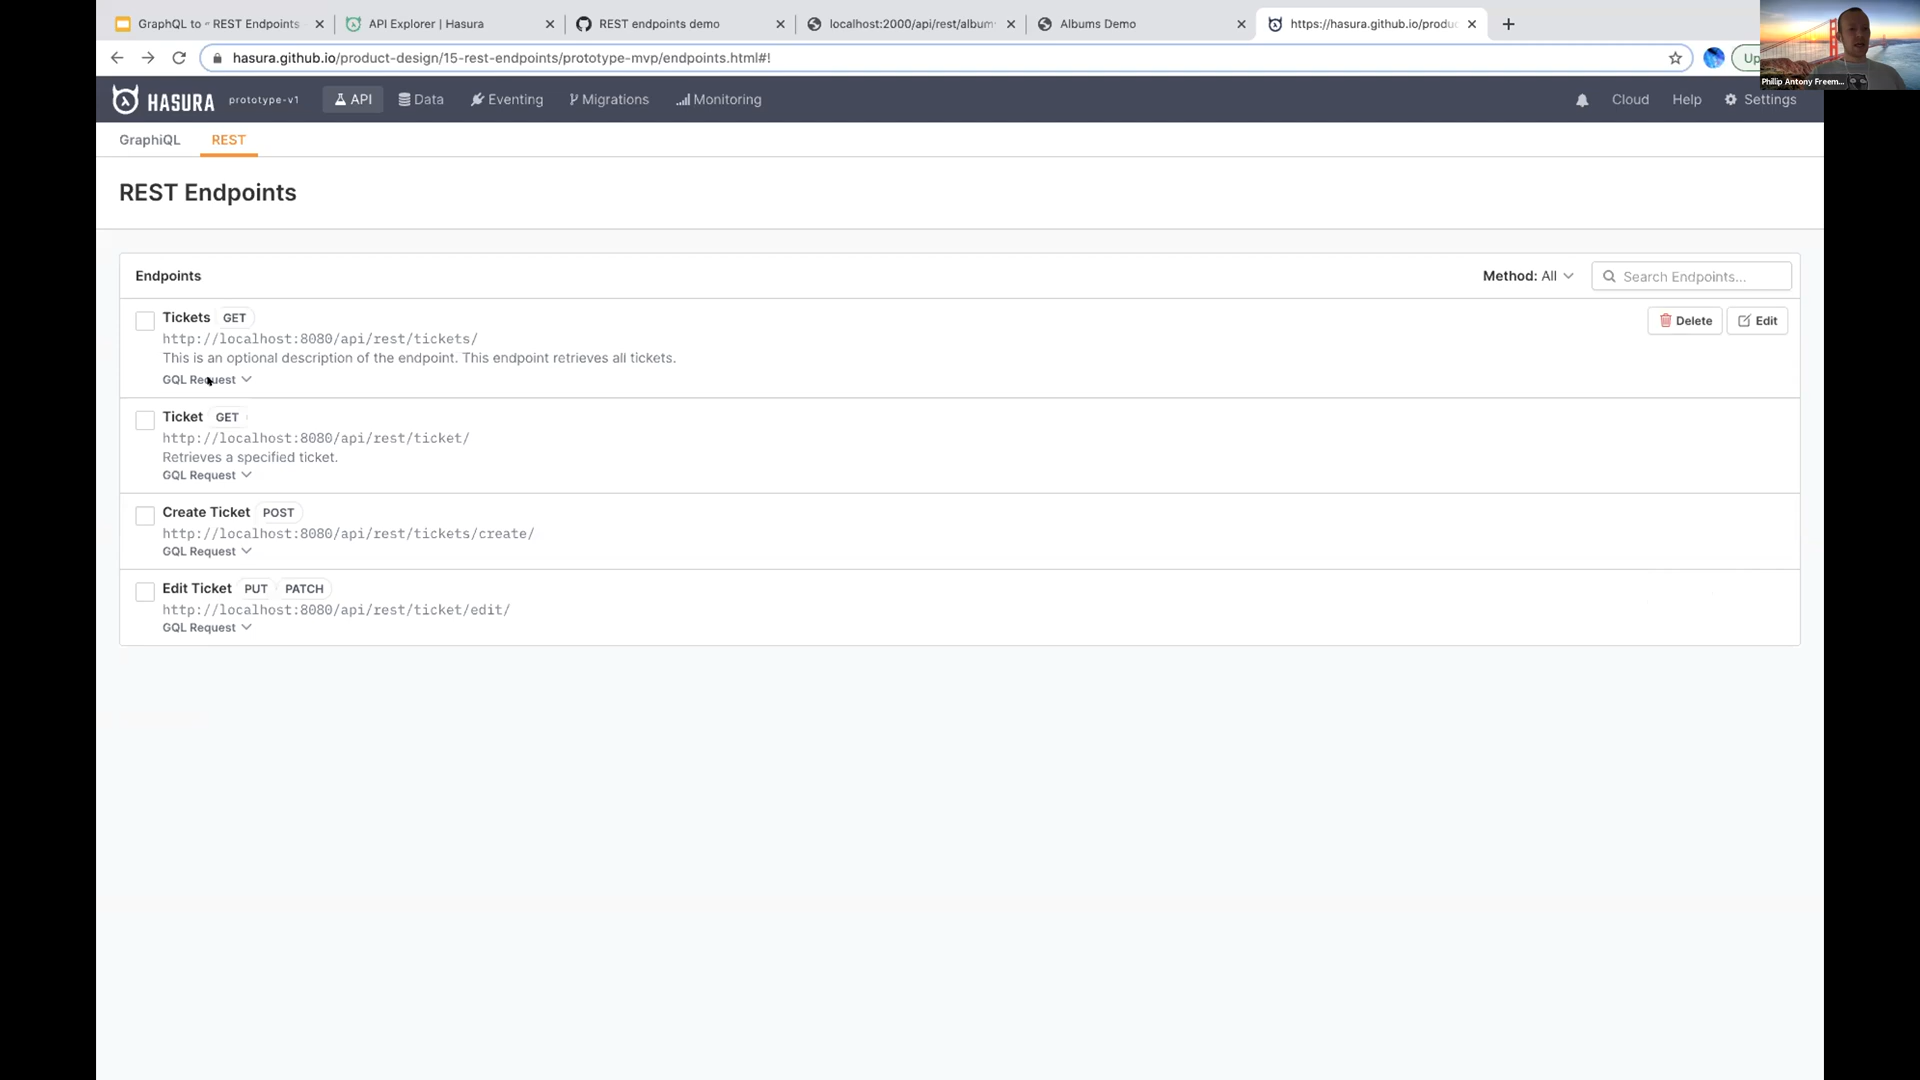 GraphQL to REST Endpoints
API Explorer | Hasura
REST endpoints demo
localhost:2000/api/rest/album
Albums Demo
https://hasura.github.io/produc
hasura.github.io/product-design/15-rest-endpoints/prototype-mvp/endpoints.html#!
Up
Philip Antony Freem...
HASURA
prototype-v1
API
Data
Eventing
Migrations
Monitoring
Cloud
Help
Settings
GraphiQL
REST
REST Endpoints
Endpoints
Method: All
Search Endpoints...
Tickets GET
http://localhost:8080/api/rest/tickets/
This is an optional description of the endpoint. This endpoint retrieves all tickets.
GQL Request
Delete
Edit
Ticket GET
http://localhost:8080/api/rest/ticket/
Retrieves a specified ticket.
GQL Request
Create Ticket POST
http://localhost:8080/api/rest/tickets/create/
GQL Request
Edit Ticket PUT PATCH
http://localhost:8080/api/rest/ticket/edit/
GQL Request